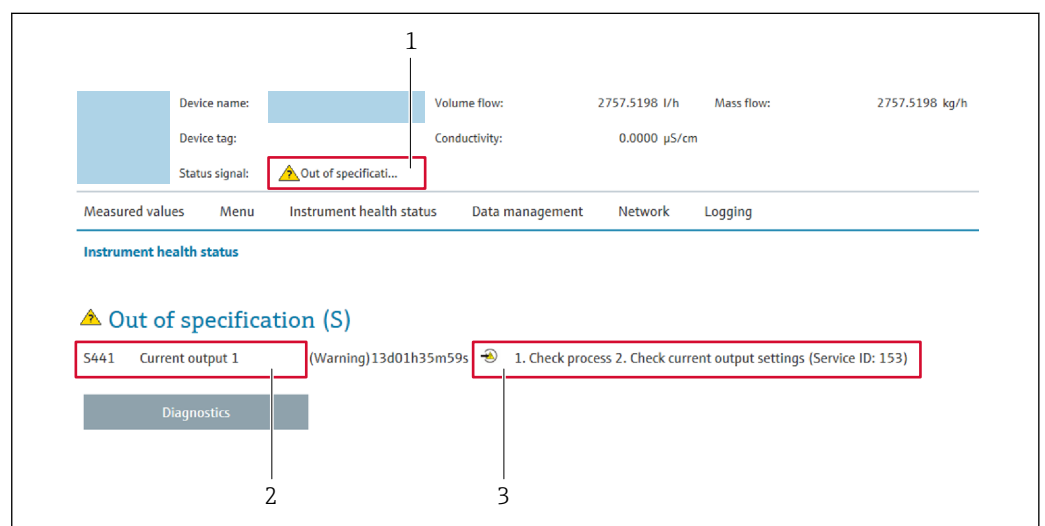 1
Device name: Volume flow: 2757.5198 l/h Mass flow: 2757.5198 kg/h
Device tag: Conductivity: 0.0000 µS/cm
Status signal: Out of specificati...
Measured values Menu Instrument health status Data management Network Logging
Instrument health status
Out of specification (S)
S441 Current output 1 (Warning)13d01h35m59s 1. Check process 2. Check current output settings (Service ID: 153)
Diagnostics
2 3